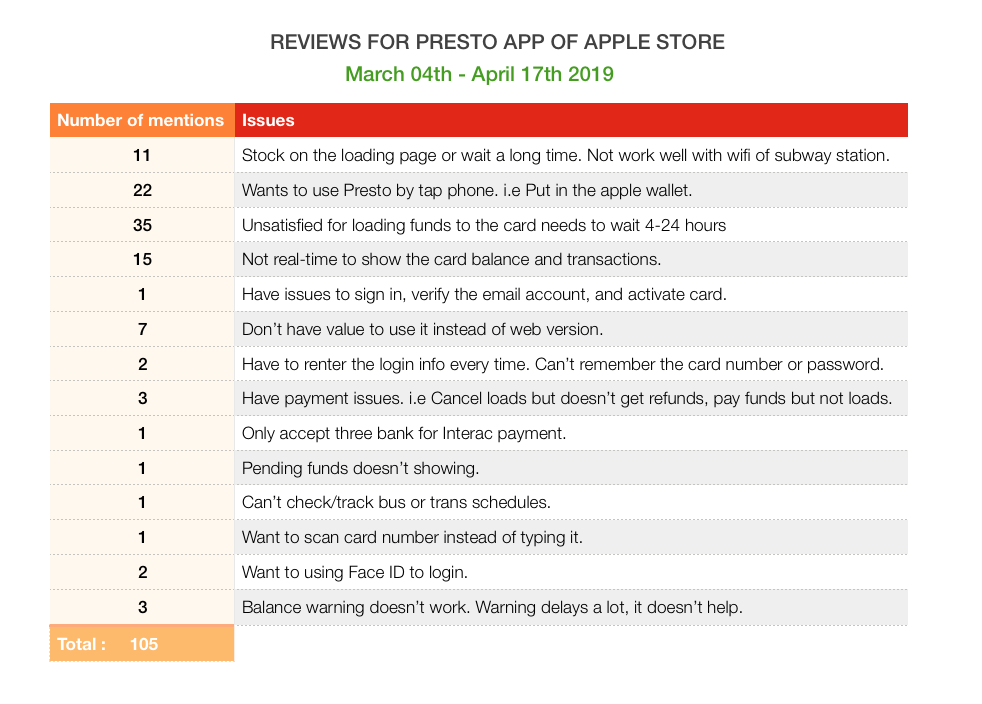 REVIEWS FOR PRESTO APP OF APPLE STORE
March 04th - April 17th 2019
Number of mentions Issues
11 Stock on the loading page or wait a long time. Not work well with wifi of subway station.
22 Wants to use Presto by tap phone. i.e Put in the apple wallet.
35 Unsatisfied for loading funds to the card needs to wait 4-24 hours
15 Not real-time to show the card balance and transactions.
1 Have issues to sign in, verify the email account, and activate card.
7 Don’t have value to use it instead of web version.
2 Have to renter the login info every time. Can’t remember the card number or password.
3 Have payment issues. i.e Cancel loads but doesn’t get refunds, pay funds but not loads.
1 Only accept three bank for Interac payment.
1 Pending funds doesn’t showing.
1 Can’t check/track bus or trans schedules.
1 Want to scan card number instead of typing it.
2 Want to using Face ID to login.
3 Balance warning doesn’t work. Warning delays a lot, it doesn’t help.
Total : 105